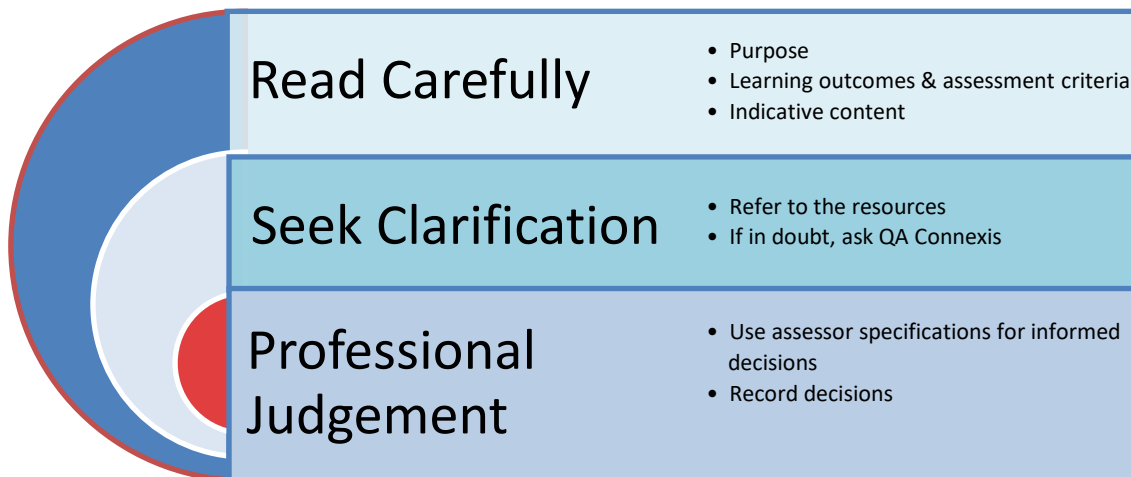 Read Carefully
• Purpose
• Learning outcomes & assessment criteria
• Indicative content
Seek Clarification
• Refer to the resources
• If in doubt, ask QA Connexis
Professional
Judgement
• Use assessor specifications for informed
decisions
• Record decisions